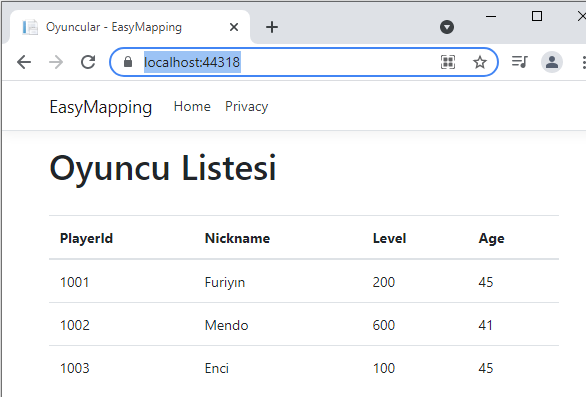 Oyuncular - EasyMapping
localhost:44318
EasyMapping Home Privacy
Oyuncu Listesi
PlayerId Nickname Level Age
1001 Furiyın 200 45
1002 Mendo 600 41
1003 Enci 100 45